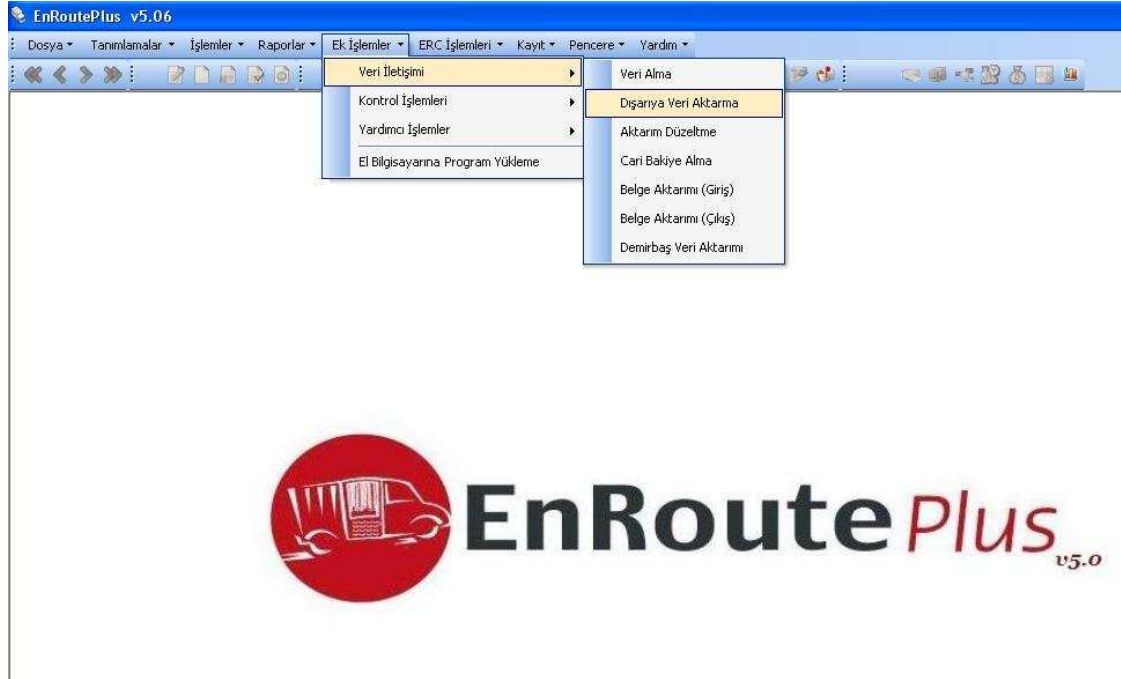 EnRoutePlus v5.06
Dosya Tanımlamalar İşlemler Raporlar Ek İşlemler ERC İşlemleri Kayıt Pencere Yardım
Veri İletişimi
Kontrol İşlemleri
Yardımcı İşlemler
El Bilgisayarına Program Yükleme
Veri Alma
Dışarıya Veri Aktarma
Aktarım Düzeltme
Cari Bakiye Alma
Belge Aktarımı (Giriş)
Belge Aktarımı (Çıkış)
Demirbaş Veri Aktarımı
EnRoute Plus
v5.0